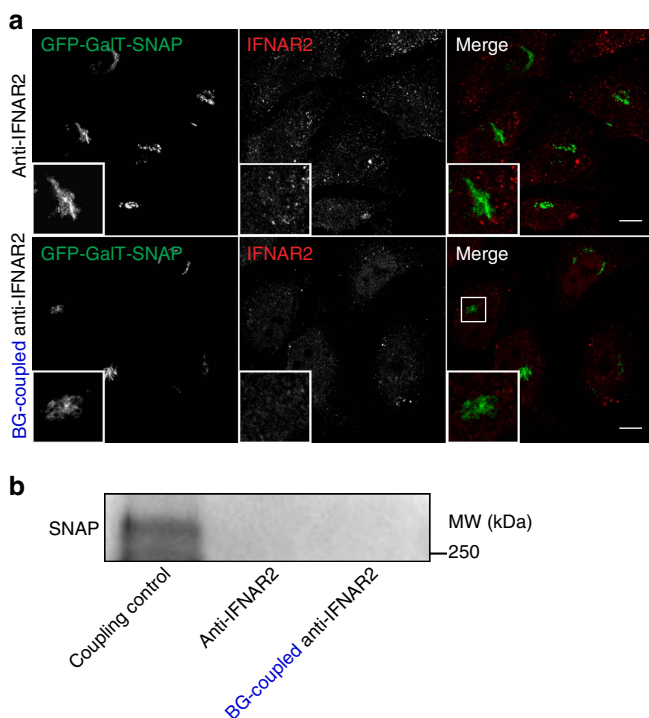 a
GFP-GalT-SNAP
IFNAR2
Merge
Anti-IFNAR2
GFP-GalT-SNAP
IFNAR2
Merge
BG-coupled anti-IFNAR2
b
SNAP
MW (kDa)
250
Coupling control
Anti-IFNAR2
BG-coupled anti-IFNAR2